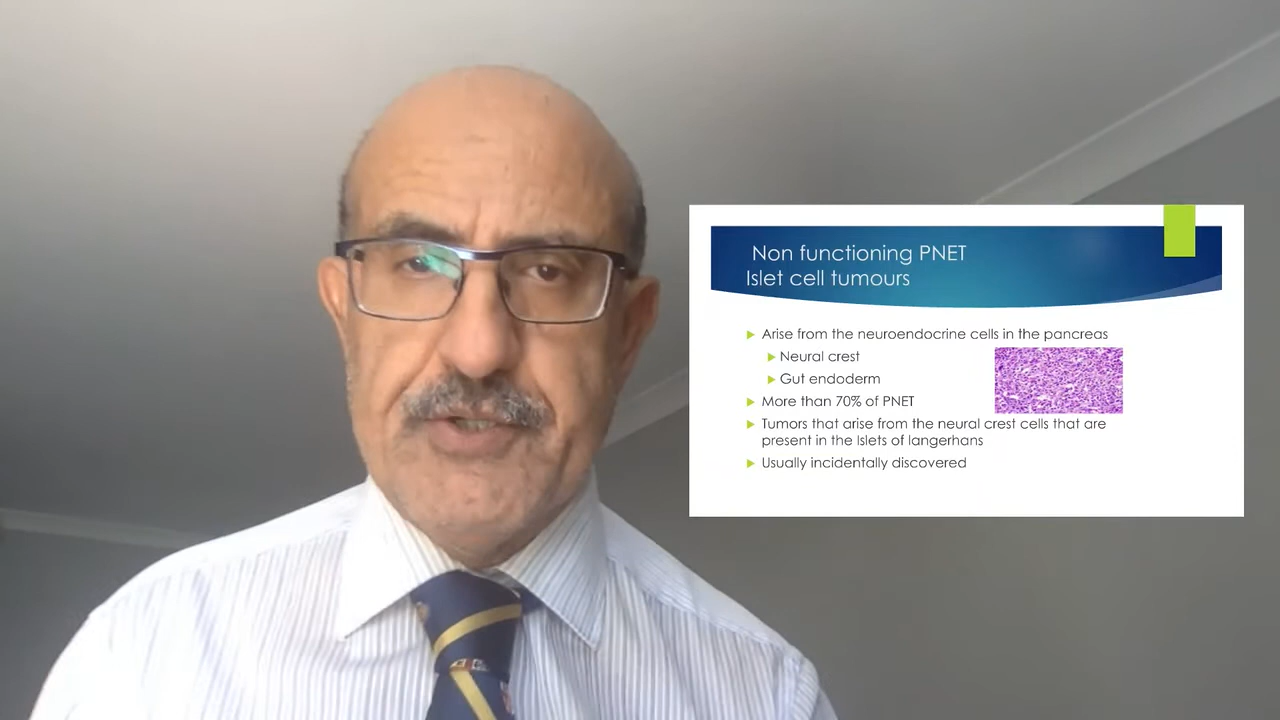 Non functioning PNET
Islet cell tumours
Arise from the neuroendocrine cells in the pancreas
Neural crest
Gut endoderm
More than 70% of PNET
Tumors that arise from the neural crest cells that are
present in the Islets of langerhans
Usually incidentally discovered